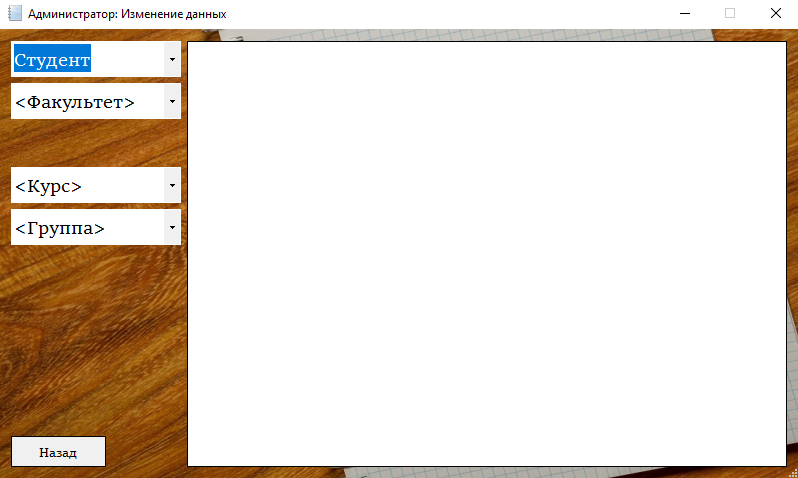 Администратор: Изменение данных
Студент
<Факультет>
<Курс>
<Группа>
Назад